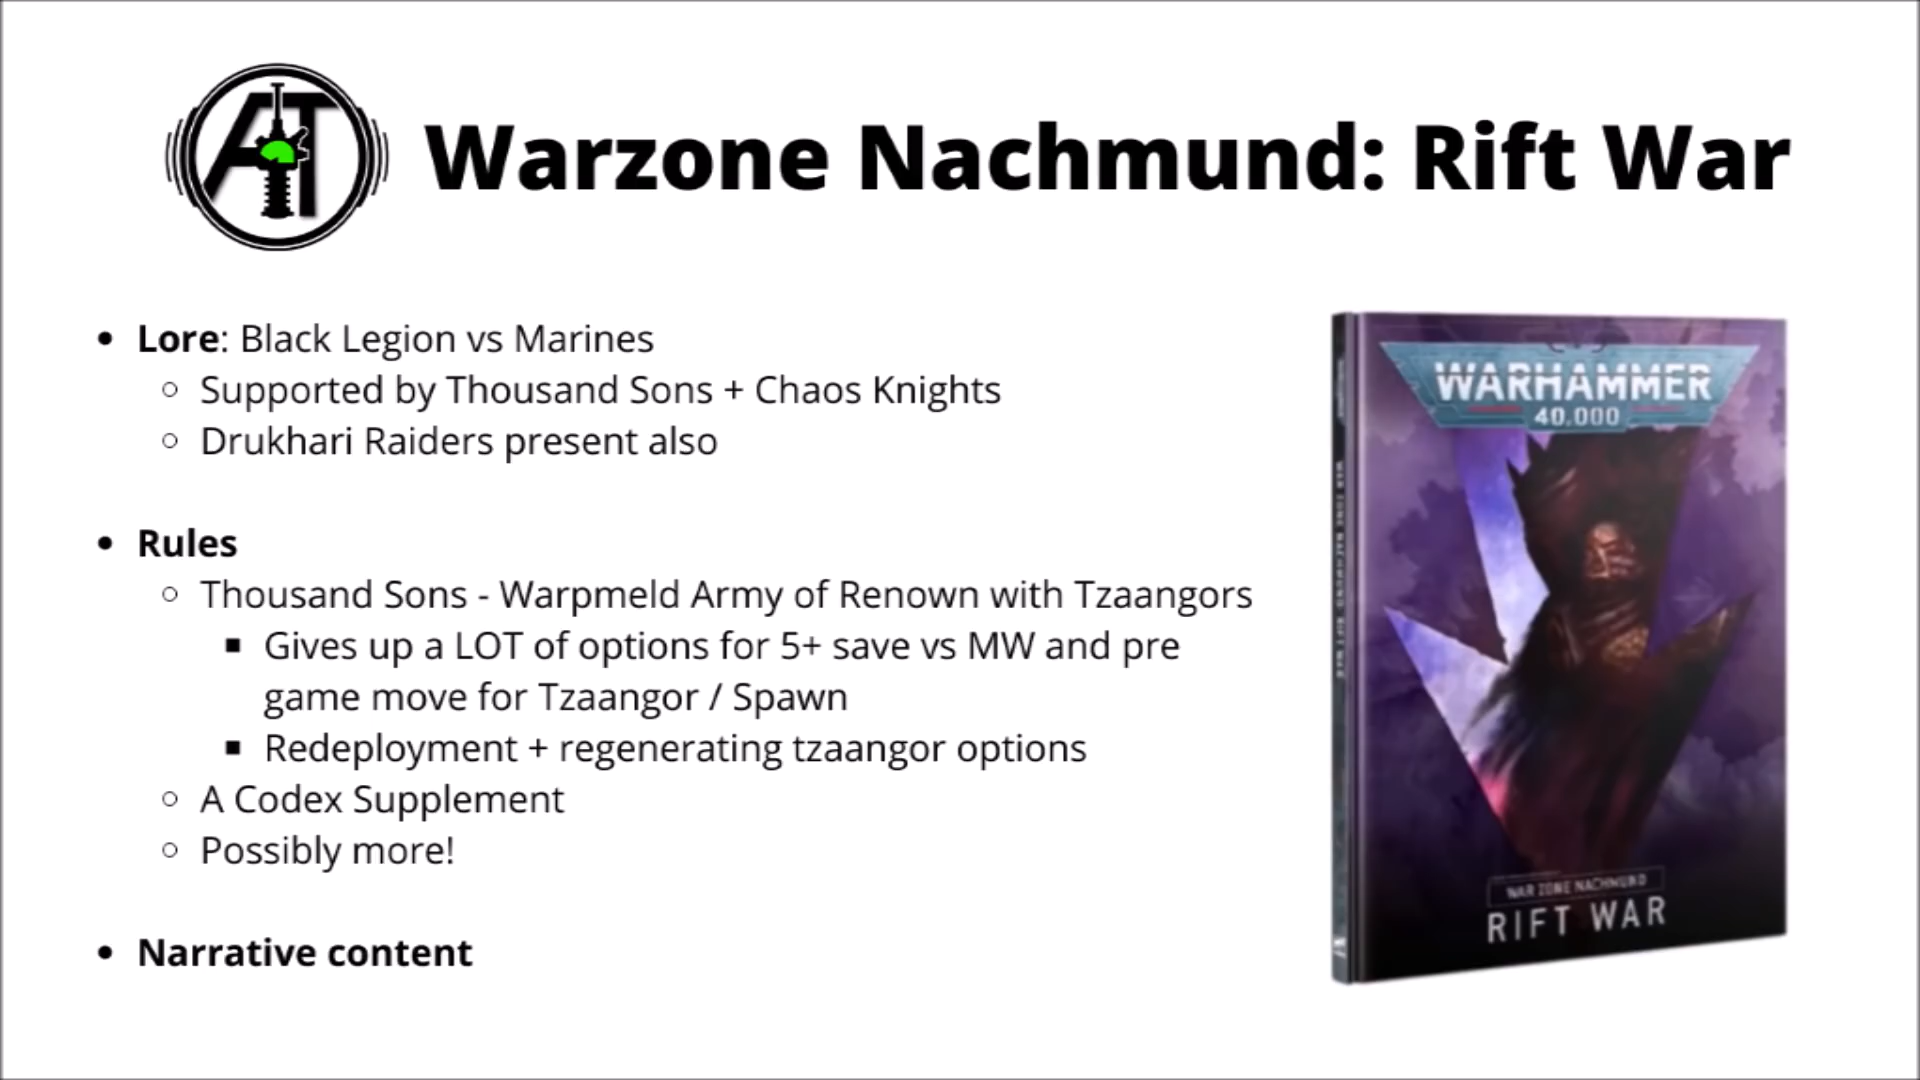 AT
Warzone Nachmund: Rift War
• Lore: Black Legion vs Marines
○ Supported by Thousand Sons + Chaos Knights
○ Drukhari Raiders present also
• Rules
○ Thousand Sons - Warpmeld Army of Renown with Tzaangors
▪ Gives up a LOT of options for 5+ save vs MW and pre
game move for Tzaangor / Spawn
▪ Redeployment + regenerating tzaangor options
○ A Codex Supplement
○ Possibly more!
• Narrative content
WARHAMMER
40,000
WAR ZONE NACHMUND
RIFT WAR